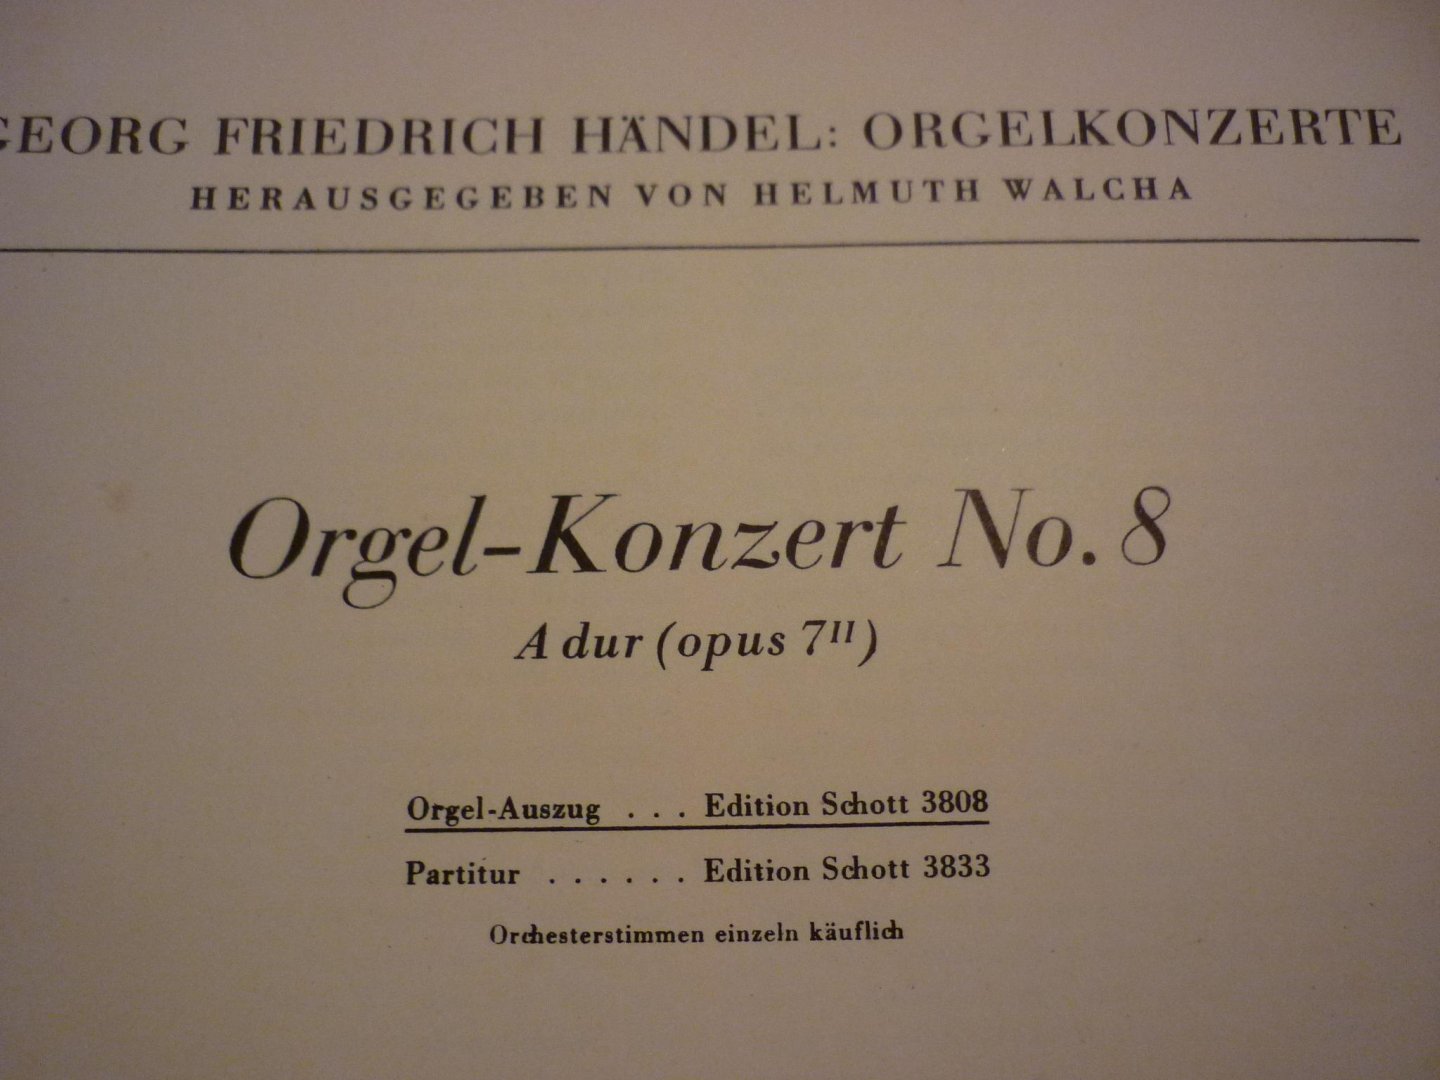 GEORG FRIEDRICH HÄNDEL: ORGELKONZERTE
HERAUSGEGEBEN VON HELMUTH WALCHA
Orgel-Konzert No. 8
A dur (opus 7II)
Orgel-Auszug . . . Edition Schott 3808
Partitur . . . . . . Edition Schott 3833
Orchesterstimmen einzeln käuflich